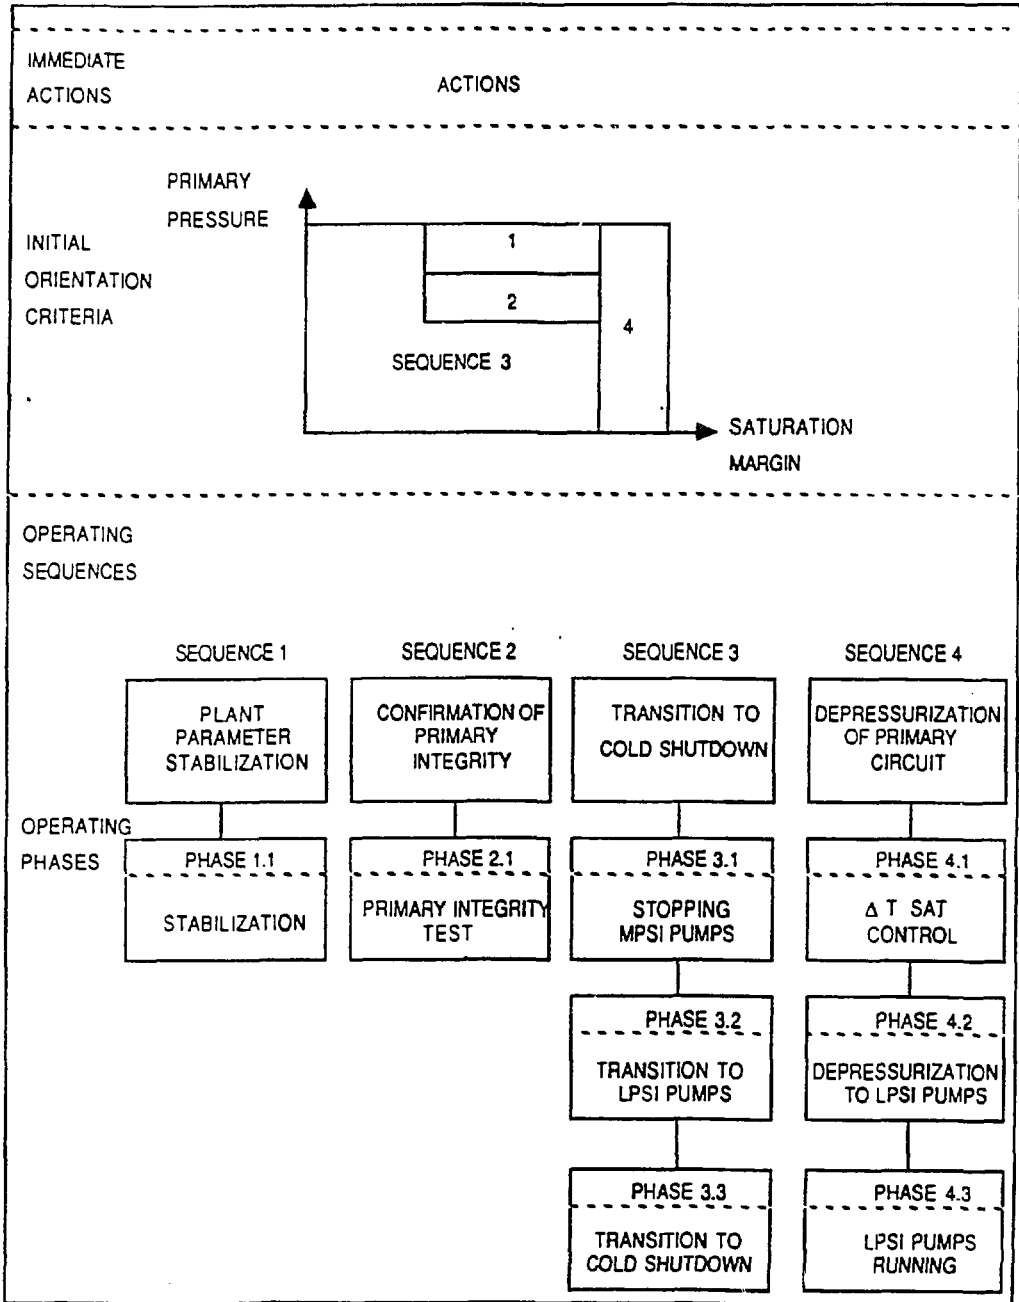 IMMEDIATE
ACTIONS
ACTIONS
PRIMARY
PRESSURE
INITIAL
ORIENTATION
CRITERIA
1
2
4
SEQUENCE 3
SATURATION
MARGIN
OPERATING
SEQUENCES
SEQUENCE 1
PLANT
PARAMETER
STABILIZATION
SEQUENCE 2
CONFIRMATION OF
PRIMARY
INTEGRITY
SEQUENCE 3
TRANSITION TO
COLD SHUTDOWN
SEQUENCE 4
DEPRESSURIZATION
OF PRIMARY
CIRCUIT
OPERATING
PHASES
PHASE 1.1
STABILIZATION
PHASE 2.1
PRIMARY INTEGRITY
TEST
PHASE 3.1
STOPPING
MPSI PUMPS
PHASE 4.1
Δ T SAT
CONTROL
PHASE 3.2
TRANSITION TO
LPSI PUMPS
PHASE 4.2
DEPRESSURIZATION
TO LPSI PUMPS
PHASE 3.3
TRANSITION TO
COLD SHUTDOWN
PHASE 4.3
LPSI PUMPS
RUNNING